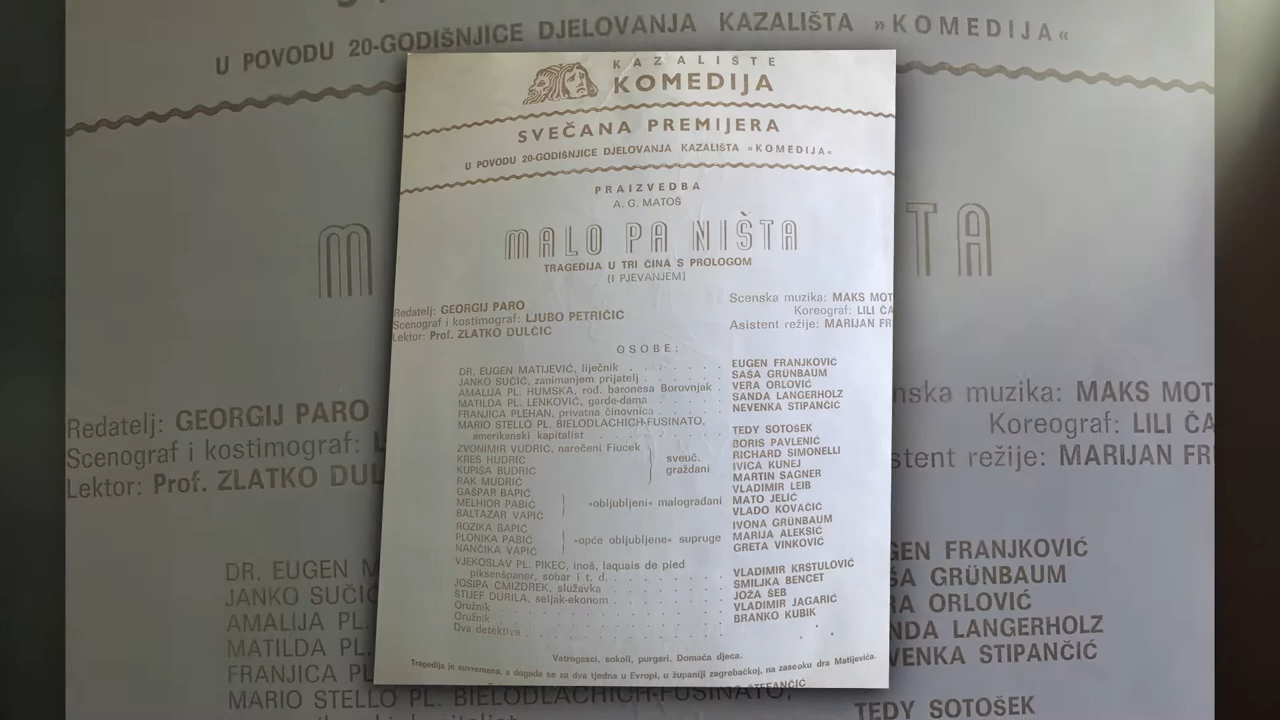 U POVODU 20-GODIŠNJICE DJELOVANJA KAZALIŠTA »KOMEDIJA«
KAZALIŠTE
KOMEDIJA
SVEČANA PREMIJERA
U POVODU 20-GODIŠNJICE DJELOVANJA KAZALIŠTA »KOMEDIJA«
PRAIZVEDBA
A. G. MATOŠ
MALO PA NIŠTA
TRAGEDIJA U TRI ČINA S PROLOGOM
(I PJEVANJEM)
Redatelj: GEORGIJ PARO
Scenograf i kostimograf: LJUBO PETRIČIĆ
Lektor: Prof. ZLATKO DULČIĆ
Scenska muzika: MAKS MOT
Koreograf: LILI ČA
Asistent režije: MARIJAN FR
OSOBE:
DR. EUGEN MATIJEVIĆ, liječnik . . . . . . . EUGEN FRANJKOVIĆ
JANKO SUČIĆ, zanimanjem prijatelj . . . . . . SAŠA GRÜNBAUM
AMALIJA PL. HUMSKA, rod. baronesa Borovnjak . VERA ORLOVIĆ
MATILDA PL. LENKOVIĆ, garde-dama . . . . . SANDA LANGERHOLZ
FRANJICA PLEHAN, privatna činovnica . . . . . NEVENKA STIPANČIĆ
MARIO STELLO PL. BIELODLACHICH-FUSINATO,
amerikanski kapitalist . . . . . . . . . TEDY SOTOŠEK
ZVONIMIR VUDRIĆ, narečeni Fiucek BORIS PAVLENIĆ
KREŠ HUDRIĆ RICHARD SIMONELLI
KUPIŠA BUDRIĆ sveuč. građani IVICA KUNEJ
RAK MUDRIĆ MARTIN SAGNER
GAŠPAR BAPIĆ VLADIMIR LEIB
MELHIOR PABIĆ »obljubljeni« malograđani MATO JELIĆ
BALTAZAR VAPIĆ VLADO KOVAČIĆ
ROZIKA BAPIĆ IVONA GRÜNBAUM
PLONIKA PABIĆ »opće obljubljene« supruge MARIJA ALEKSIĆ
NANČIKA VAPIĆ GRETA VINKOVIĆ
VJEKOSLAV PL. PIKEC, inoš, laquais de pied
piksenšpaner, sobar i t. d. . . . . . . . VLADIMIR KRSTULOVIĆ
JOSIPA CMIZDREK, služavka . . . . . . . SMILJKA BENCET
ŠTIJEF DURILA, seljak-ekonom . . . . . . . JOŽA ŠEB
Oružnik . . . . . . . . . . . . . VLADIMIR JAGARIĆ
Oružnik . . . . . . . . . . . . . BRANKO KUBIK
Dva detektiva . . . . . . . . . . . . * * *
Vatrogasci, sokoli, purgari. Domaća djeca.
Tragedija je suvremena, a događa se za dva tjedna u Evropi, u županiji zagrebačkoj, na zaseoku dra Matijevića.
M
TA
Redatelj: GEORGIJ PARO
Scenograf i kostimograf: L
Lektor: Prof. ZLATKO DUL
nska muzika: MAKS MOT
Koreograf: LILI ČA
stent režije: MARIJAN FR
DR. EUGEN M
JANKO SUČIĆ
AMALIJA PL.
MATILDA PL.
FRANJICA PL
MARIO STELLO PL. BIELODLACHICH-FUSINATO,
GEN FRANJKOVIĆ
ŠA GRÜNBAUM
RA ORLOVIĆ
NDA LANGERHOLZ
VENKA STIPANČIĆ
TEDY SOTOŠEK